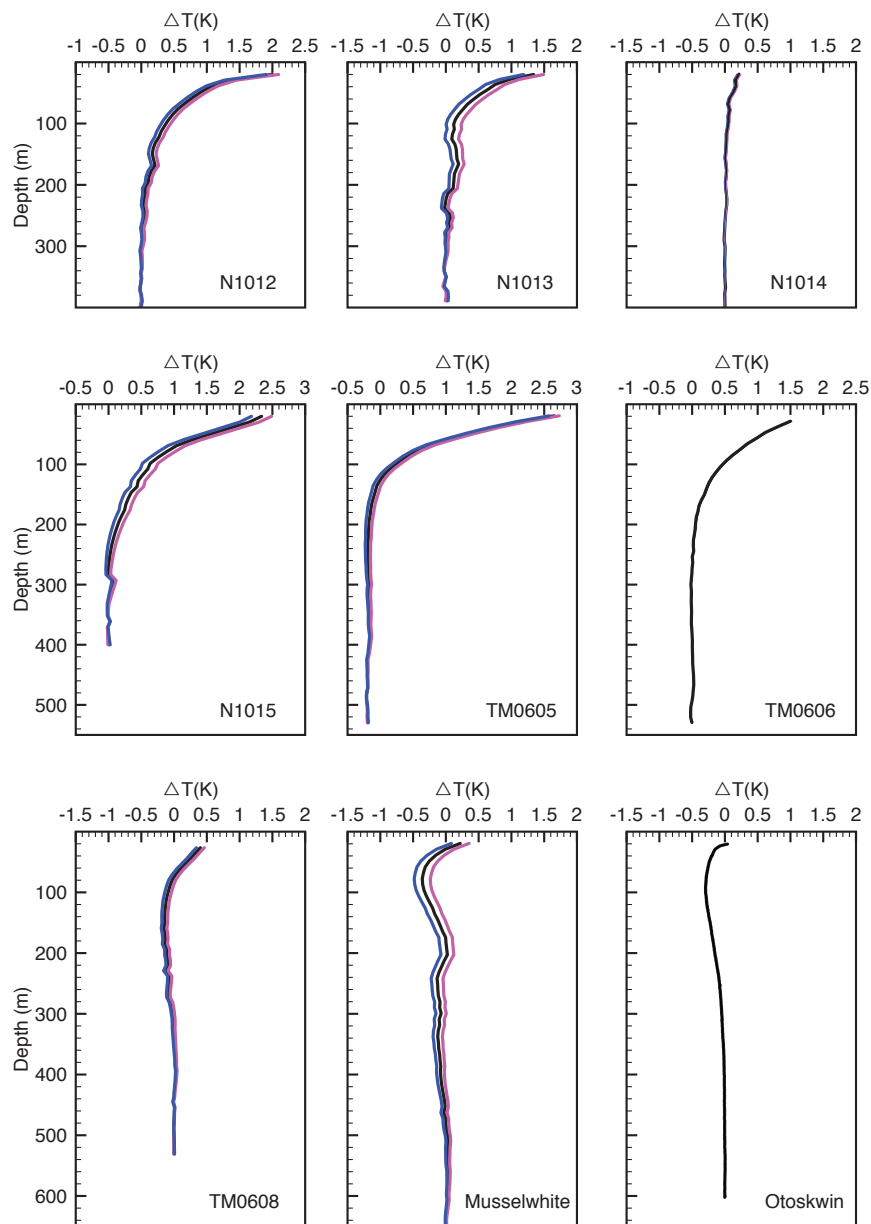 △T(K) △T(K) △T(K)
-1 -0.5 0 0.5 1 1.5 2 2.5 -1.5 -1 -0.5 0 0.5 1 1.5 2 -1.5 -1 -0.5 0 0.5 1 1.5 2
Depth (m)
100
200
300
N1012 N1013 N1014
△T(K) △T(K) △T(K)
-0.5 0 0.5 1 1.5 2 2.5 3 -0.5 0 0.5 1 1.5 2 2.5 3 -1 -0.5 0 0.5 1 1.5 2 2.5
Depth (m)
100
200
300
400
500
N1015 TM0605 TM0606
△T(K) △T(K) △T(K)
-1.5 -1 -0.5 0 0.5 1 1.5 2 -1.5 -1 -0.5 0 0.5 1 1.5 2 -1.5 -1 -0.5 0 0.5 1 1.5 2
Depth (m)
100
200
300
400
500
600
TM0608 Musselwhite Otoskwin